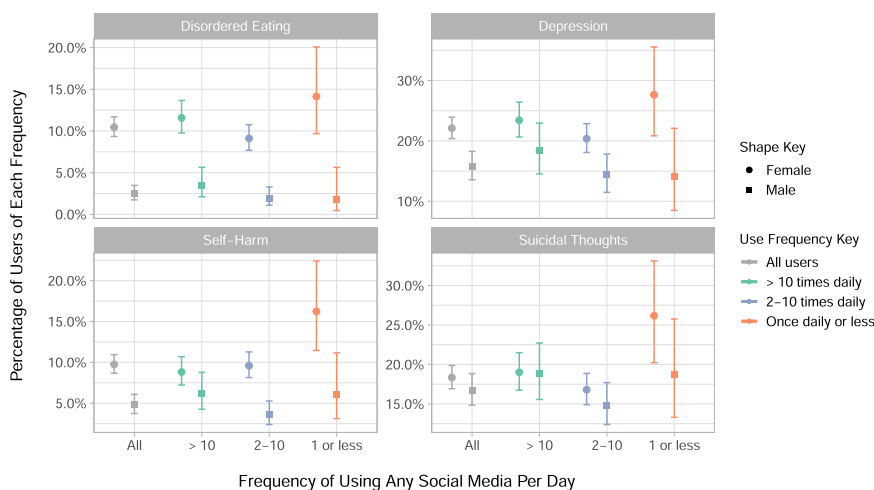 Disordered Eating
Depression
20.0%
15.0%
10.0%
5.0%
0.0%
30%
20%
10%
Self-Harm
Suicidal Thoughts
20.0%
15.0%
10.0%
5.0%
30.0%
25.0%
20.0%
15.0%
All
> 10
2-10
1 or less
All
> 10
2-10
1 or less
Percentage of Users of Each Frequency
Frequency of Using Any Social Media Per Day
Shape Key
Female
Male
Use Frequency Key
All users
> 10 times daily
2-10 times daily
Once daily or less